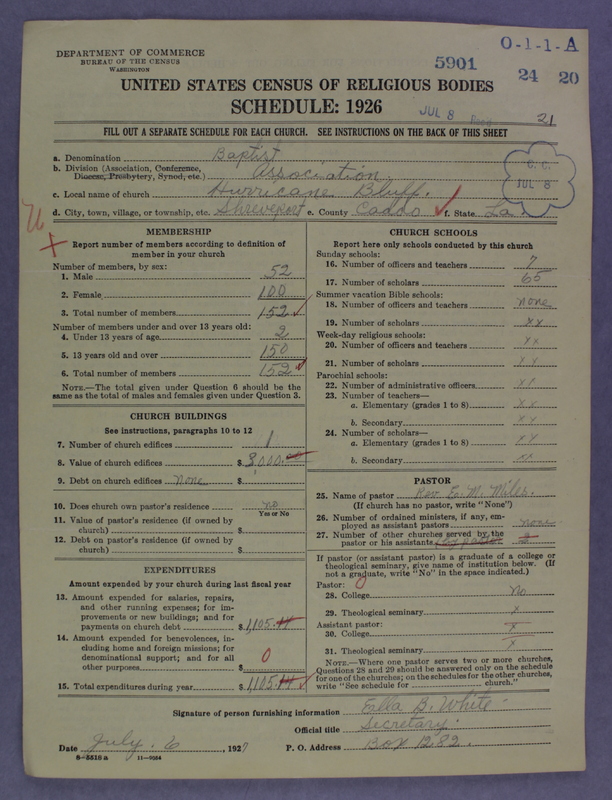 DEPARTMENT OF COMMERCE
BUREAU OF THE CENSUS
WASHINGTON
O-1-1-A
5901
24 20
UNITED STATES CENSUS OF RELIGIOUS BODIES
SCHEDULE: 1926
JUL 8
21
FILL OUT A SEPARATE SCHEDULE FOR EACH CHURCH. SEE INSTRUCTIONS ON THE BACK OF THIS SHEET
a. Denomination Baptist
b. Division (Association, Conference,
Diocese, Presbytery, Synod, etc.) Association.
c. Local name of church Hurricane Bluff.
C. C.
JUL 8
d. City, town, village, or township, etc. Shreveport e. County Caddo f. State La.
MEMBERSHIP
Report number of members according to definition of
member in your church
Number of members, by sex:
1. Male 52
2. Female 100
3. Total number of members 152
Number of members under and over 13 years old:
4. Under 13 years of age 2
5. 13 years old and over 150
6. Total number of members 152
NOTE.—The total given under Question 6 should be the
same as the total of males and females given under Question 3.
CHURCH BUILDINGS
See instructions, paragraphs 10 to 12
7. Number of church edifices 1
8. Value of church edifices $ 3,000.00
9. Debt on church edifices none $
10. Does church own pastor's residence no
Yes or No
11. Value of pastor's residence (if owned by
church) $
12. Debt on pastor's residence (if owned by
church) $
EXPENDITURES
Amount expended by your church during last fiscal year
13. Amount expended for salaries, repairs,
and other running expenses; for im-
provements or new buildings; and for
payments on church debt $1,105.44
14. Amount expended for benevolences, in-
cluding home and foreign missions; for
denominational support; and for all
other purposes $ 0
15. Total expenditures during year $1,105.44
CHURCH SCHOOLS
Report here only schools conducted by this church
Sunday schools:
16. Number of officers and teachers 7
17. Number of scholars 65
Summer vacation Bible schools:
18. Number of officers and teachers none
19. Number of scholars x x
Week-day religious schools:
20. Number of officers and teachers x x
21. Number of scholars x x
Parochial schools:
22. Number of administrative officers x x
23. Number of teachers—
a. Elementary (grades 1 to 8) x x
b. Secondary x x
24. Number of scholars—
a. Elementary (grades 1 to 8) x x
b. Secondary xx
PASTOR
25. Name of pastor Rev. E. M. Miles.
(If church has no pastor, write "None")
26. Number of ordained ministers, if any, em-
ployed as assistant pastors none
27. Number of other churches served by the
pastor or his assistants
If pastor (or assistant pastor) is a graduate of a college or
theological seminary, give name of institution below. (If
not a graduate, write "No" in the space indicated.)
Pastor:
28. College No
29. Theological seminary x
Assistant pastor:
30. College x
31. Theological seminary x
NOTE.—Where one pastor serves two or more churches,
Questions 28 and 29 should be answered only on the schedule
for one of the churches; on the schedules for the other churches,
write "See schedule for church."
Signature of person furnishing information Ella B. White
Official title Secretary.
Date July. 6, 1927 P. O. Address Box 1282.
8—5518 a 11—9264